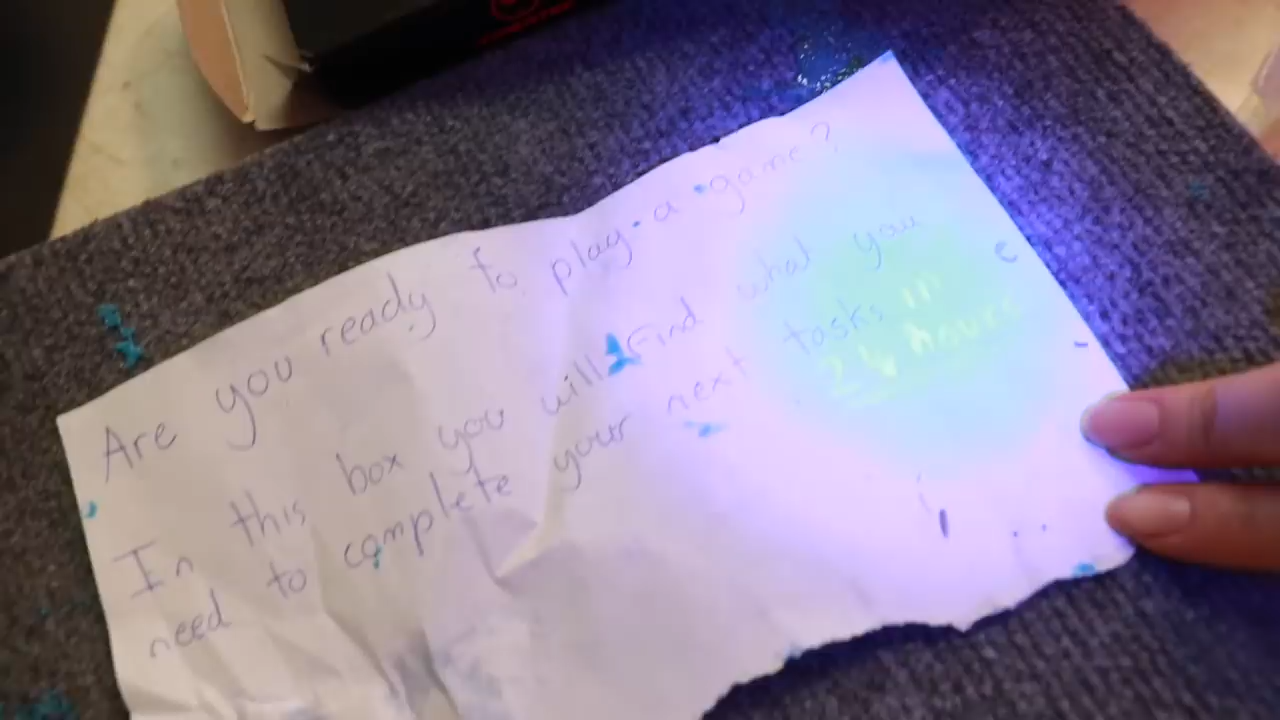 Are you ready to play a game?
In this box you will find what you
need to complete your next tasks in
24 hours